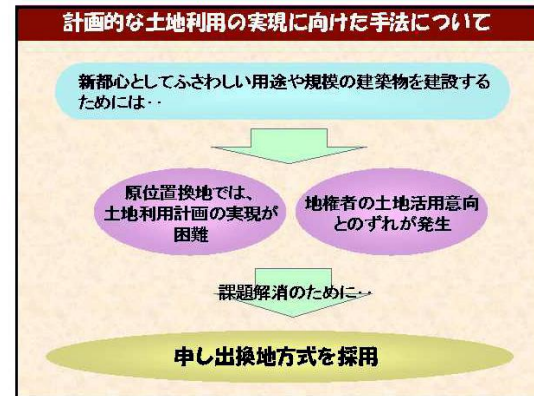 計画的な土地利用の実現に向けた手法について
新都心としてふさわしい用途や規模の建築物を建設する
ためには‥
原位置換地では、
土地利用計画の実現が
困難
地権者の土地活用意向
とのずれが発生
課題解消のために‥
申し出換地方式を採用